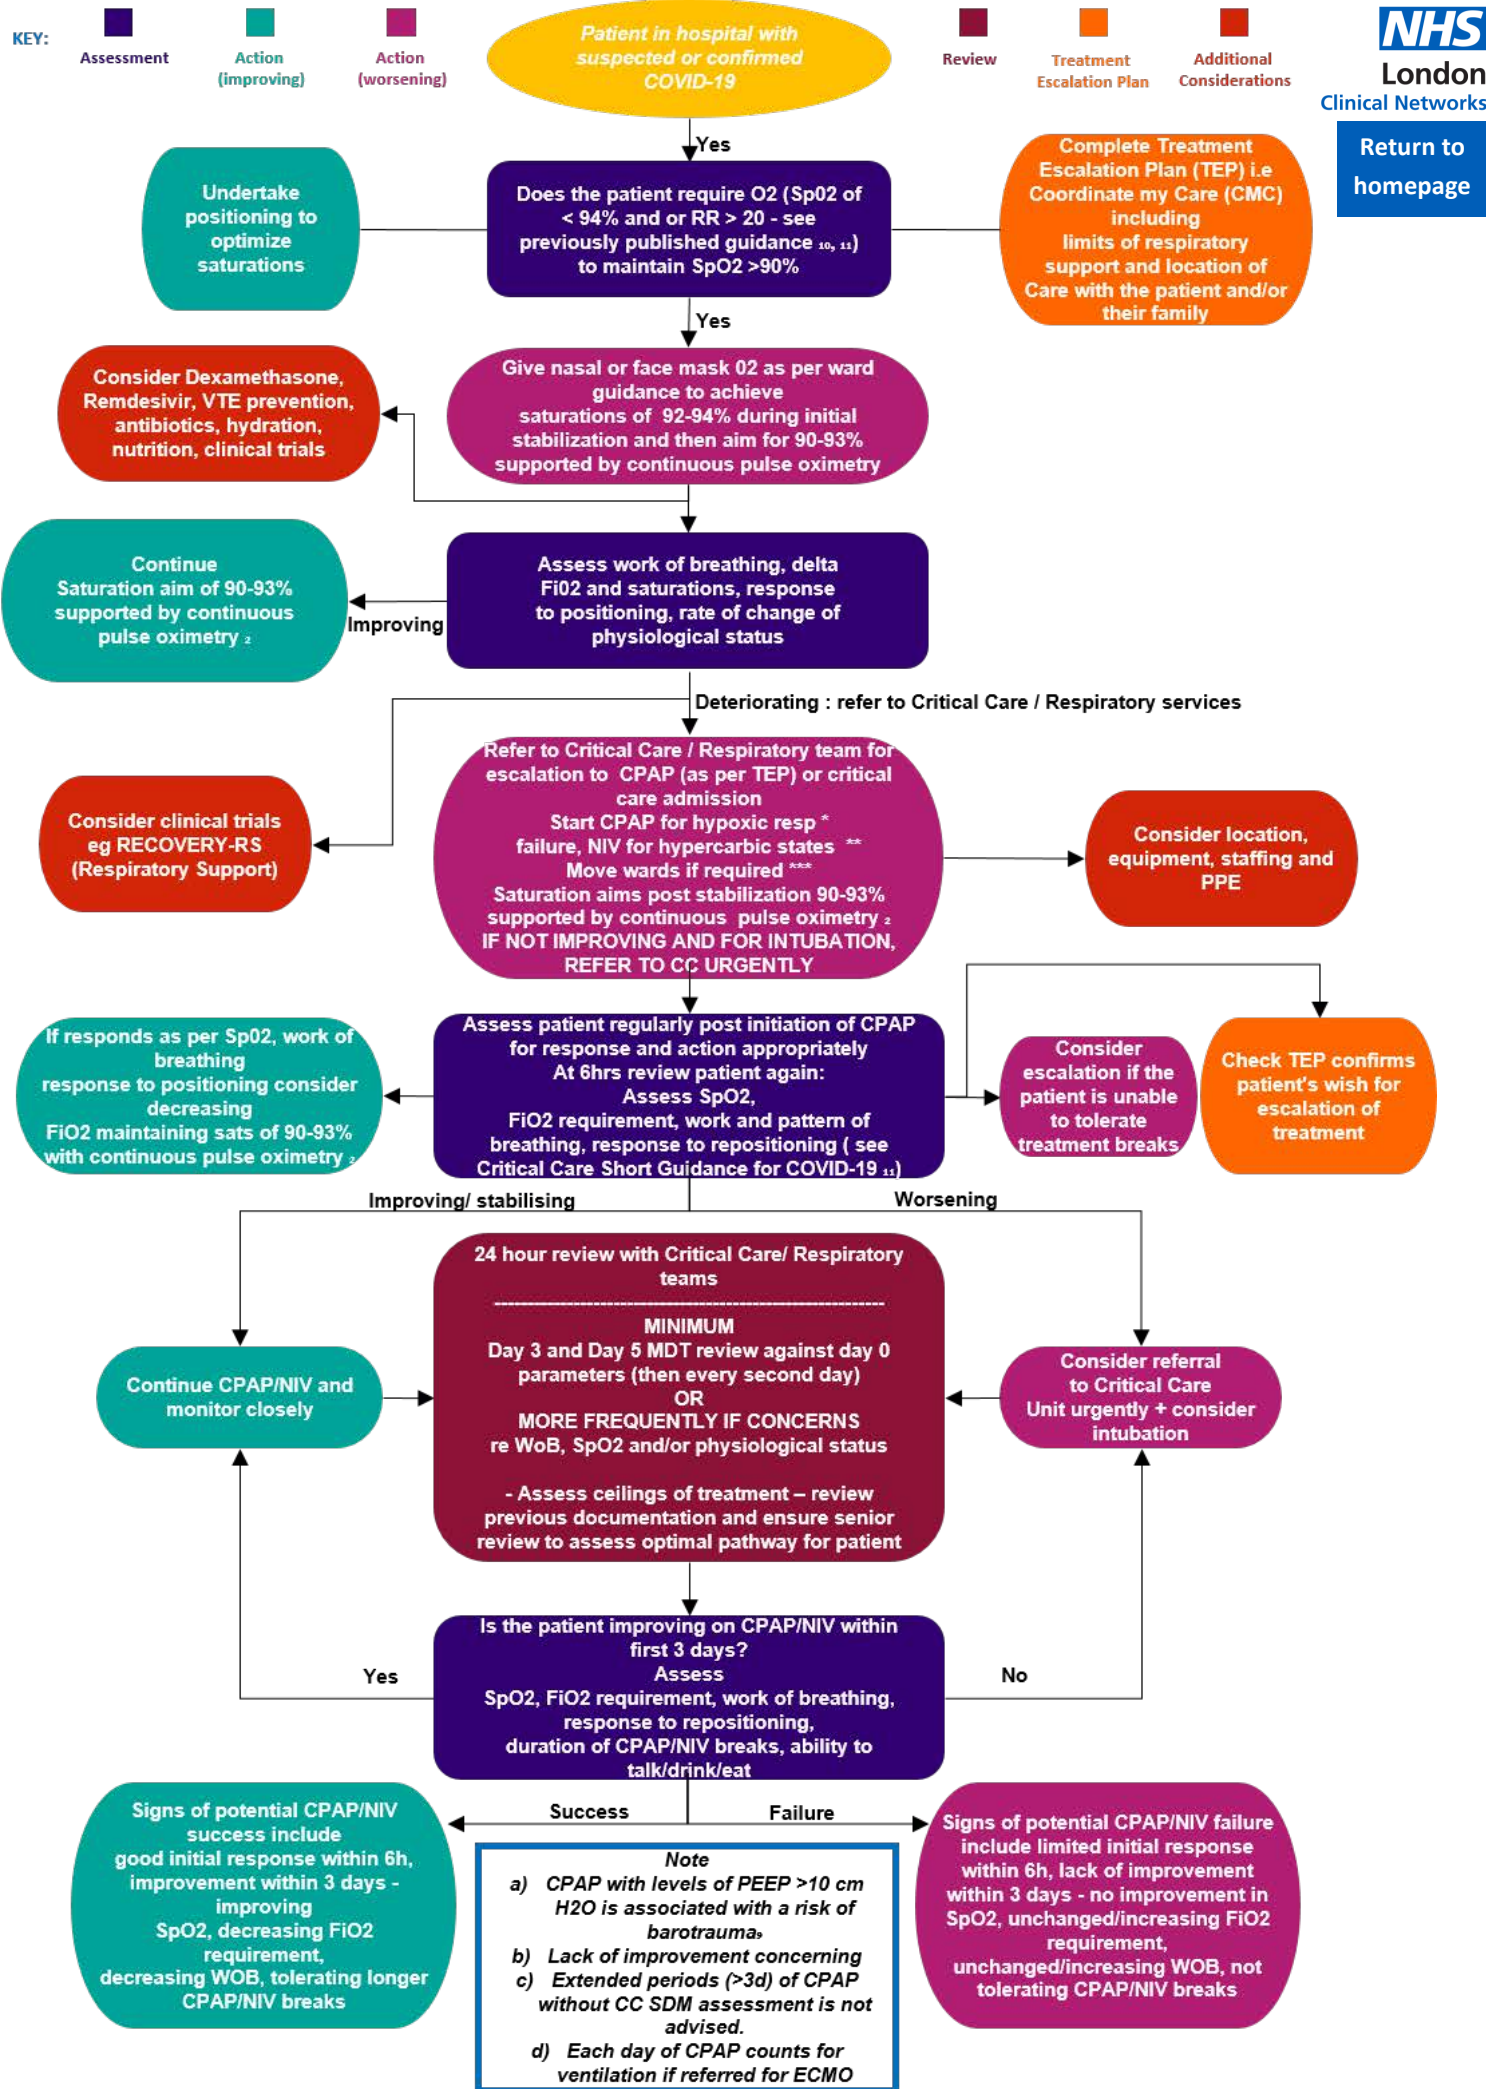 KEY:
Assessment
Action
(improving)
Action
(worsening)
Patient in hospital with
suspected or confirmed
COVID-19
Review
Treatment
Escalation Plan
Additional
Considerations
NHS
London
Clinical Networks
Return to
homepage
Yes
Undertake
positioning to
optimize
saturations
Does the patient require O2 (Sp02 of
< 94% and or RR > 20 - see
previously published guidance 10, 11)
to maintain SpO2 >90%
Complete Treatment
Escalation Plan (TEP) i.e
Coordinate my Care (CMC)
including
limits of respiratory
support and location of
Care with the patient and/or
their family
Yes
Consider Dexamethasone,
Remdesivir, VTE prevention,
antibiotics, hydration,
nutrition, clinical trials
Give nasal or face mask 02 as per ward
guidance to achieve
saturations of 92-94% during initial
stabilization and then aim for 90-93%
supported by continuous pulse oximetry
Continue
Saturation aim of 90-93%
supported by continuous
pulse oximetry 2
Improving
Assess work of breathing, delta
Fi02 and saturations, response
to positioning, rate of change of
physiological status
Deteriorating : refer to Critical Care / Respiratory services
Consider clinical trials
eg RECOVERY-RS
(Respiratory Support)
Refer to Critical Care / Respiratory team for
escalation to CPAP (as per TEP) or critical
care admission
Start CPAP for hypoxic resp *
failure, NIV for hypercarbic states **
Move wards if required ***
Saturation aims post stabilization 90-93%
supported by continuous pulse oximetry 2
IF NOT IMPROVING AND FOR INTUBATION,
REFER TO CC URGENTLY
Consider location,
equipment, staffing and
PPE
If responds as per Sp02, work of
breathing
response to positioning consider
decreasing
FiO2 maintaining sats of 90-93%
with continuous pulse oximetry 2
Assess patient regularly post initiation of CPAP
for response and action appropriately
At 6hrs review patient again:
Assess SpO2,
FiO2 requirement, work and pattern of
breathing, response to repositioning ( see
Critical Care Short Guidance for COVID-19 11)
Consider
escalation if the
patient is unable
to tolerate
treatment breaks
Check TEP confirms
patient's wish for
escalation of
treatment
Improving/ stabilising
Worsening
Continue CPAP/NIV and
monitor closely
24 hour review with Critical Care/ Respiratory
teams
------------------------------------------------------------
MINIMUM
Day 3 and Day 5 MDT review against day 0
parameters (then every second day)
OR
MORE FREQUENTLY IF CONCERNS
re WoB, SpO2 and/or physiological status
- Assess ceilings of treatment – review
previous documentation and ensure senior
review to assess optimal pathway for patient
Consider referral
to Critical Care
Unit urgently + consider
intubation
Yes
Is the patient improving on CPAP/NIV within
first 3 days?
Assess
SpO2, FiO2 requirement, work of breathing,
response to repositioning,
duration of CPAP/NIV breaks, ability to
talk/drink/eat
No
Success
Failure
Signs of potential CPAP/NIV
success include
good initial response within 6h,
improvement within 3 days -
improving
SpO2, decreasing FiO2
requirement,
decreasing WOB, tolerating longer
CPAP/NIV breaks
Note
a) CPAP with levels of PEEP >10 cm
H2O is associated with a risk of
barotrauma9
b) Lack of improvement concerning
c) Extended periods (>3d) of CPAP
without CC SDM assessment is not
advised.
d) Each day of CPAP counts for
ventilation if referred for ECMO
Signs of potential CPAP/NIV failure
include limited initial response
within 6h, lack of improvement
within 3 days - no improvement in
SpO2, unchanged/increasing FiO2
requirement,
unchanged/increasing WOB, not
tolerating CPAP/NIV breaks